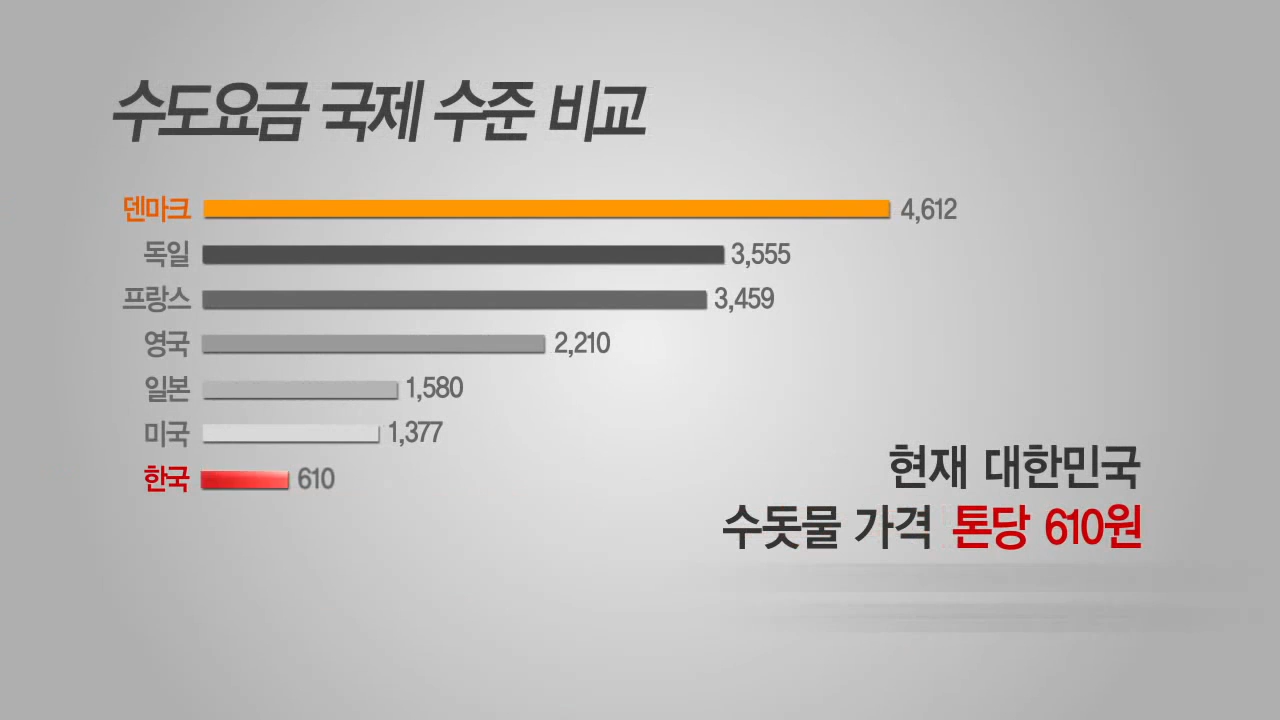 수도요금 국제 수준 비교
덴마크 4,612
독일 3,555
프랑스 3,459
영국 2,210
일본 1,580
미국 1,377
한국 610
현재 대한민국
수돗물 가격 톤당 610원